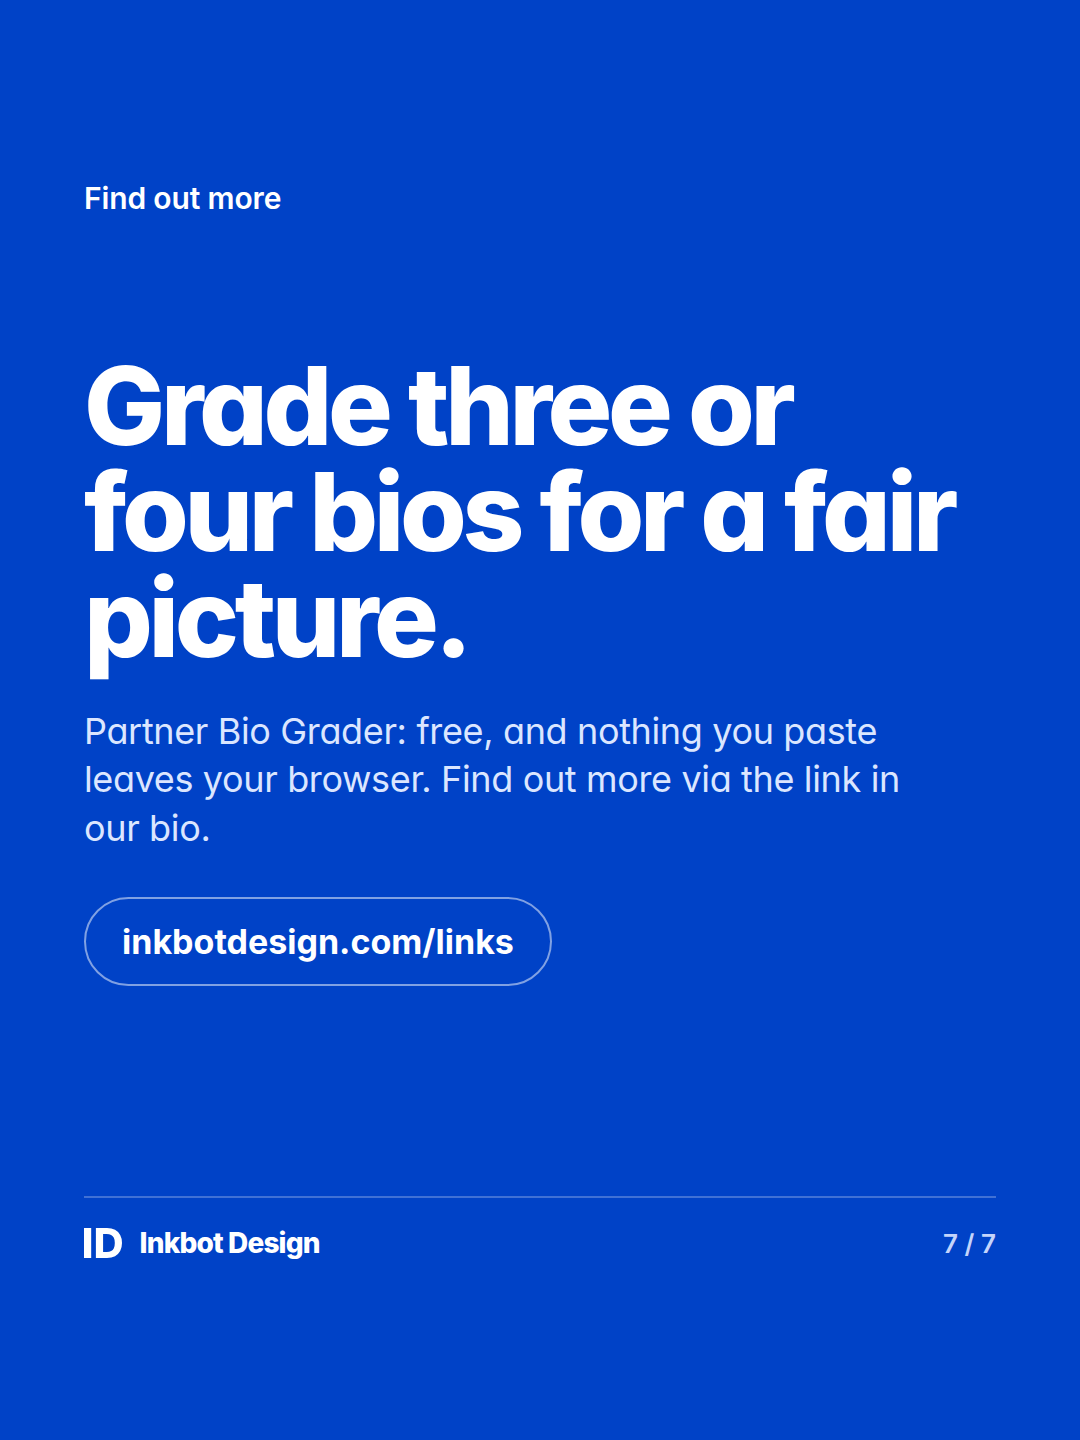 Find out more
Grade three or
four bios for a fair
picture.
Partner Bio Grader: free, and nothing you paste
leaves your browser. Find out more via the link in
our bio.
inkbotdesign.com/links
ID Inkbot Design
7 / 7